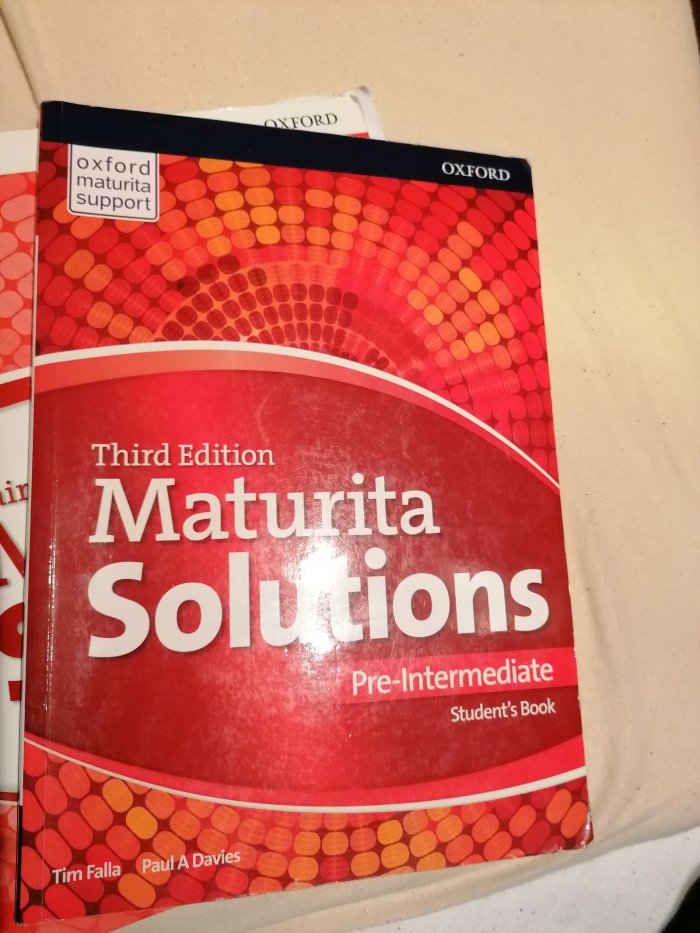 OXFORD
OXFORD
oxford
maturita
support
Third Edition
Maturita
Solutions
Pre-Intermediate
Student's Book
Tim Falla Paul A Davies